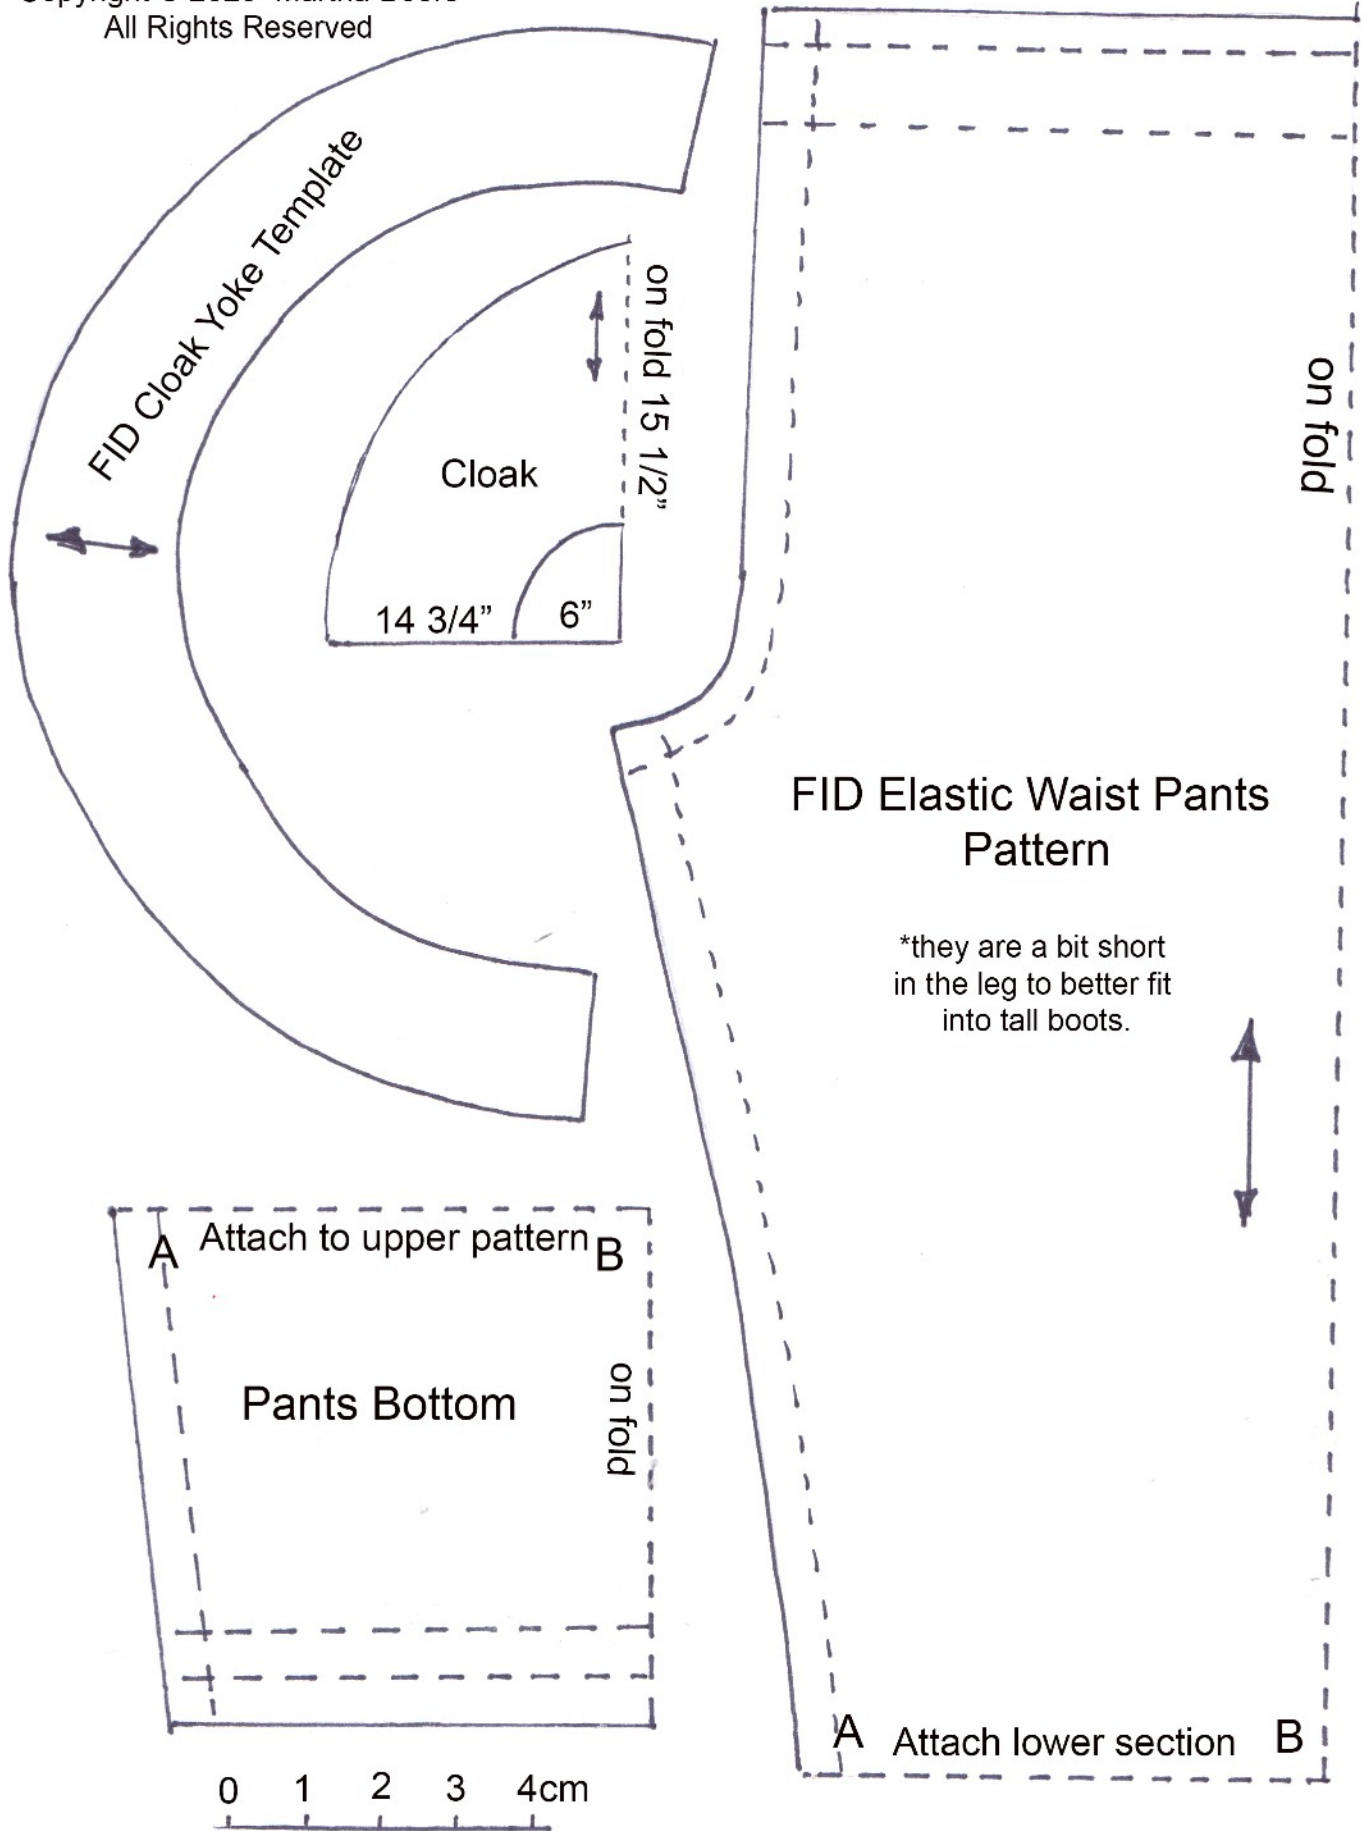 All Rights Reserved
FID Cloak Yoke Template
on fold 15 1/2”
Cloak
14 3/4”
6”
on fold
FID Elastic Waist Pants
Pattern
*they are a bit short
in the leg to better fit
into tall boots.
A Attach to upper pattern B
Pants Bottom
on fold
A Attach lower section B
0 1 2 3 4cm